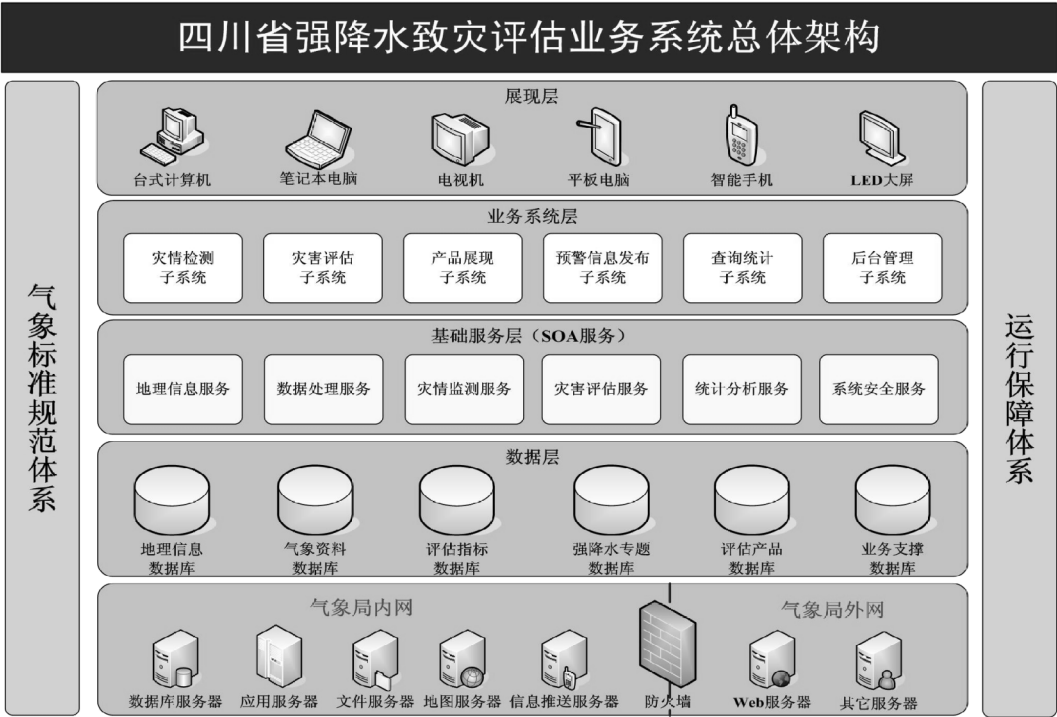 四川省强降水致灾评估业务系统总体架构
气象标准规范体系
展现层
台式计算机 笔记本电脑 电视机 平板电脑 智能手机 LED大屏
业务系统层
灾情检测 灾害评估 产品展现 预警信息发布 查询统计 后台管理
子系统 子系统 子系统 子系统 子系统 子系统
基础服务层（SOA服务）
地理信息服务 数据处理服务 灾情监测服务 灾害评估服务 统计分析服务 系统安全服务
数据层
地理信息 气象资料 评估指标 强降水专题 评估产品 业务支撑
数据库 数据库 数据库 数据库 数据库 数据库
气象局内网 气象局外网
数据库服务器 应用服务器 文件服务器 地图服务器 信息推送服务器 防火墙 Web服务器 其它服务器
运行保障体系